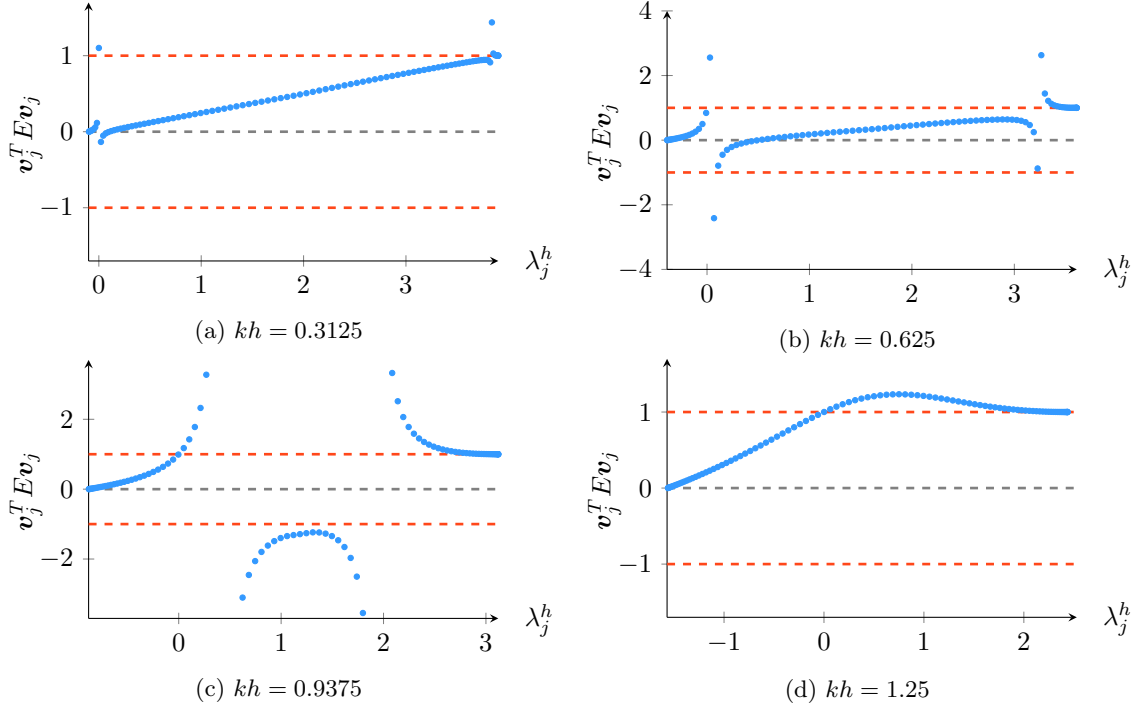 1
0
−1
v_j^T E v_j
0 1 2 3
λ_j^h
(a) kh = 0.3125
4
2
0
−2
−4
v_j^T E v_j
0 1 2 3
λ_j^h
(b) kh = 0.625
2
0
−2
v_j^T E v_j
0 1 2 3
λ_j^h
(c) kh = 0.9375
1
0
−1
v_j^T E v_j
−1 0 1 2
λ_j^h
(d) kh = 1.25